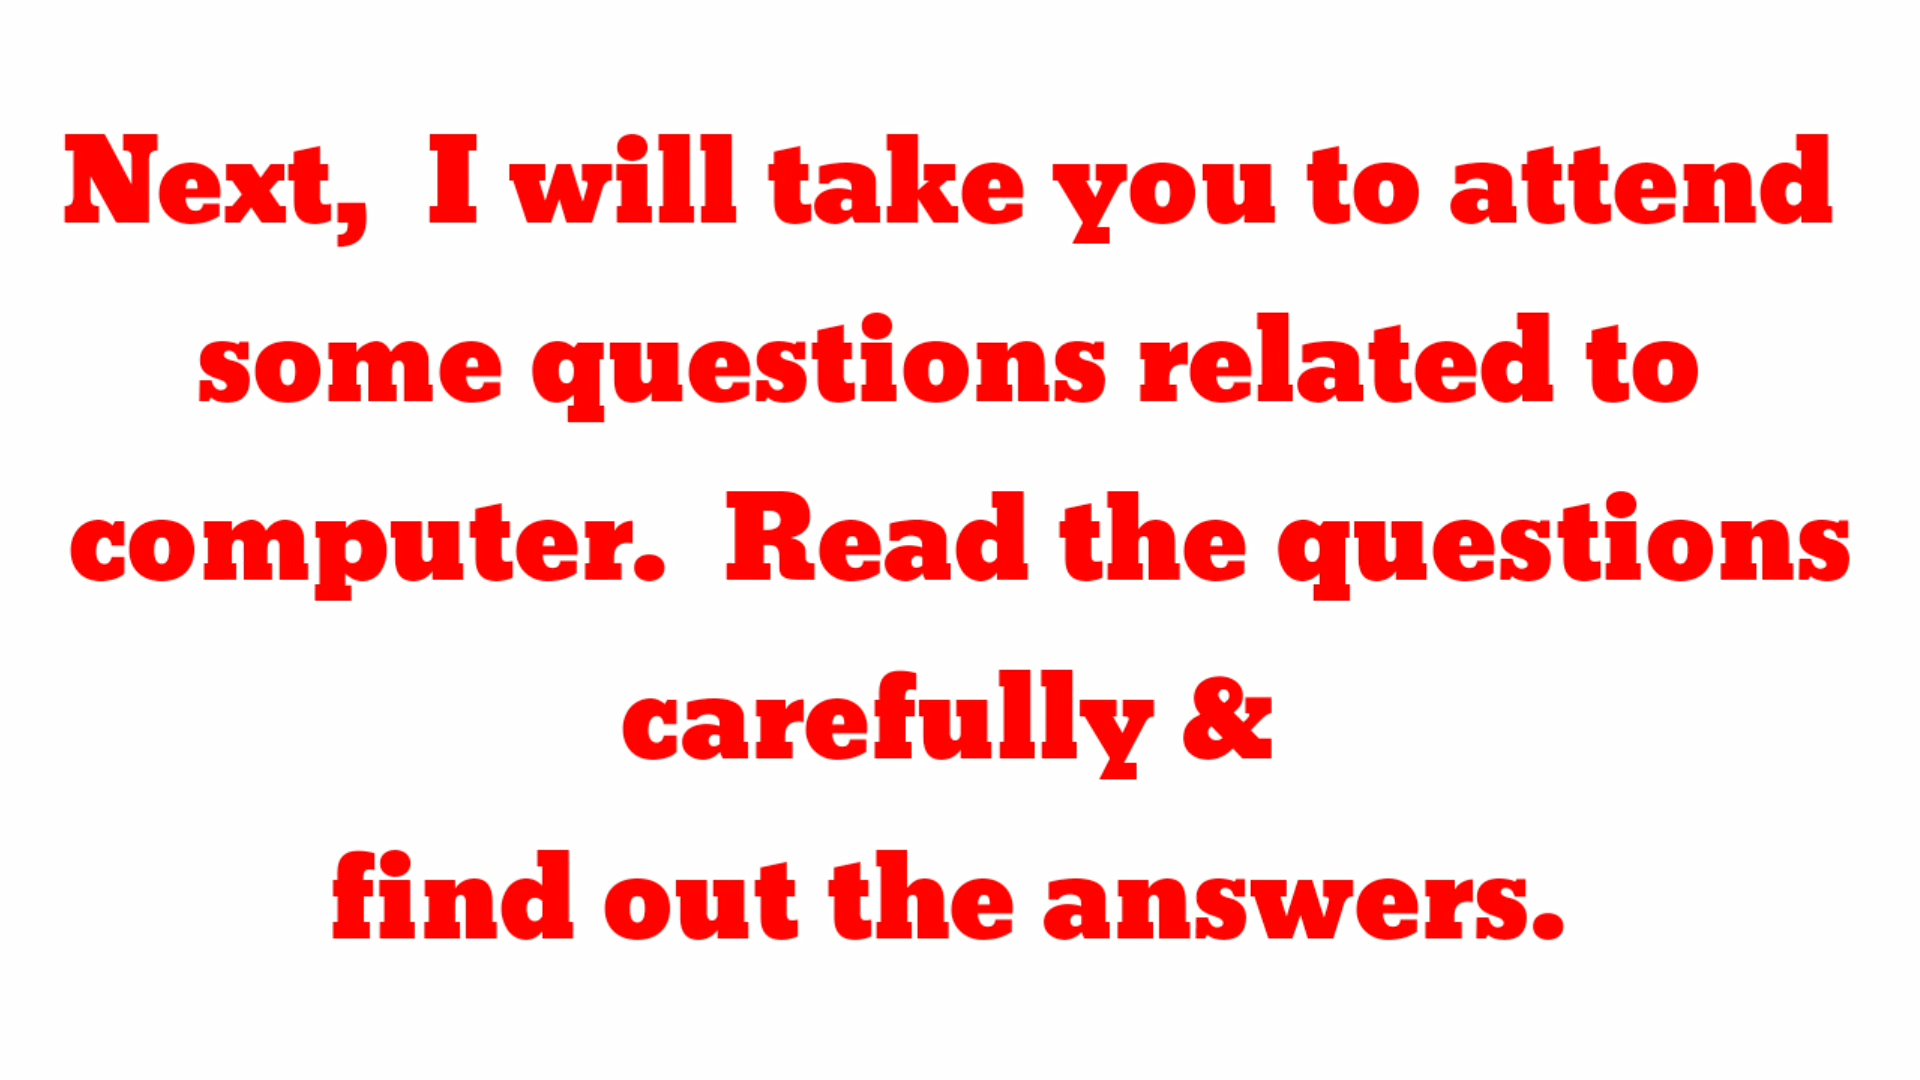 Next,  I will take you to attend
some questions related to
computer.  Read the questions
carefully &
find out the answers.